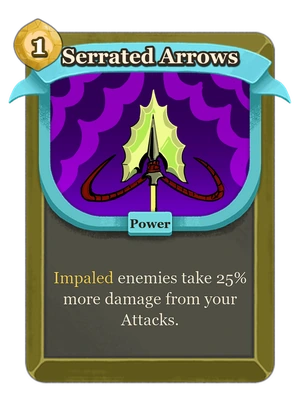 1
Serrated Arrows
Power
Impaled enemies take 25%
more damage from your
Attacks.